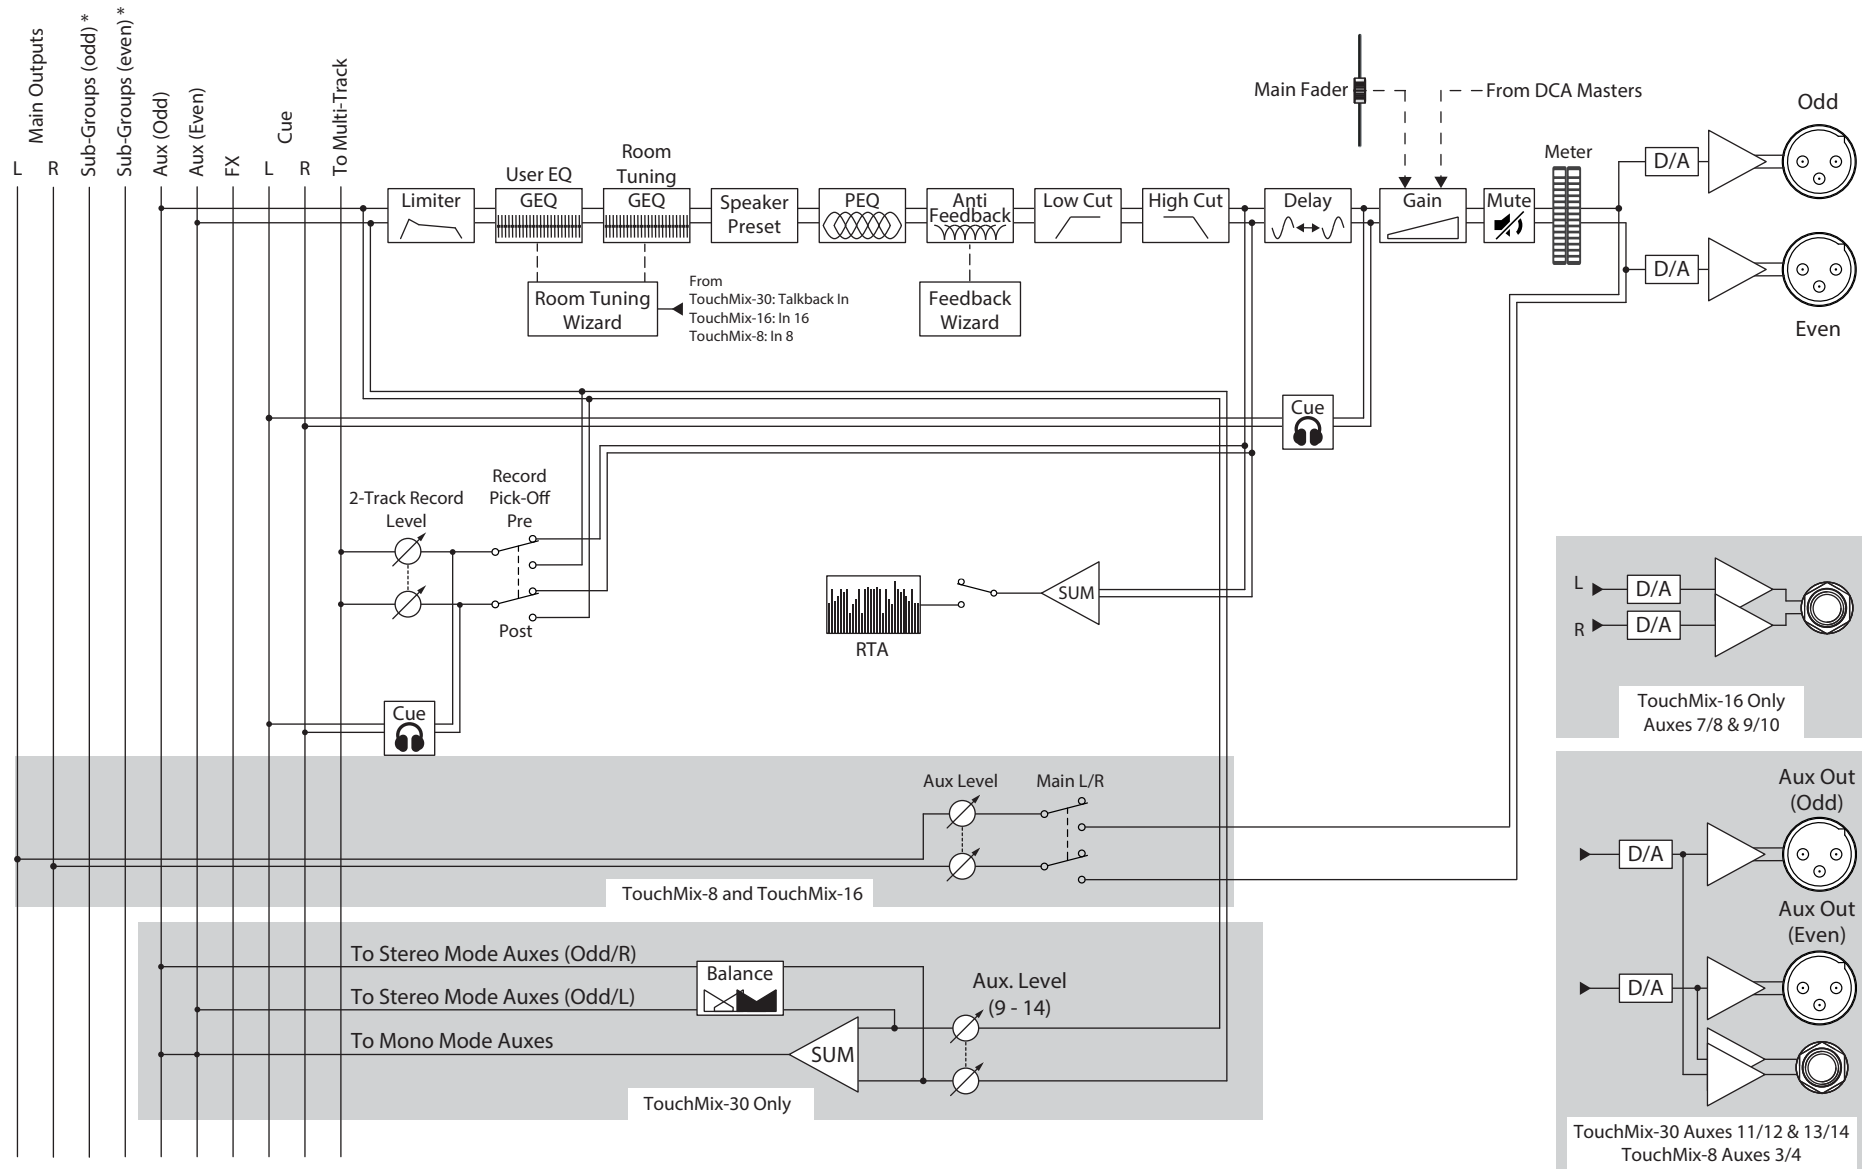 Main Outputs
L
R
Sub-Groups (odd) *
Sub-Groups (even) *
Aux (Odd)
Aux (Even)
FX
Cue
L
R
To Multi-Track
Limiter
User EQ
GEQ
Room
Tuning
GEQ
Speaker
Preset
PEQ
Anti
Feedback
Low Cut
High Cut
Delay
Main Fader
From DCA Masters
Gain
Mute
Meter
D/A
Odd
D/A
Even
Room Tuning
Wizard
From
TouchMix-30: Talkback In
TouchMix-16: In 16
TouchMix-8: In 8
Feedback
Wizard
Cue
2-Track Record
Level
Record
Pick-Off
Pre
Post
RTA
SUM
Cue
L
D/A
R
D/A
TouchMix-16 Only
Auxes 7/8 & 9/10
Aux Level
Main L/R
TouchMix-8 and TouchMix-16
To Stereo Mode Auxes (Odd/R)
To Stereo Mode Auxes (Odd/L)
To Mono Mode Auxes
Balance
SUM
Aux. Level
(9 - 14)
TouchMix-30 Only
Aux Out
(Odd)
D/A
Aux Out
(Even)
D/A
TouchMix-30 Auxes 11/12 & 13/14
TouchMix-8 Auxes 3/4